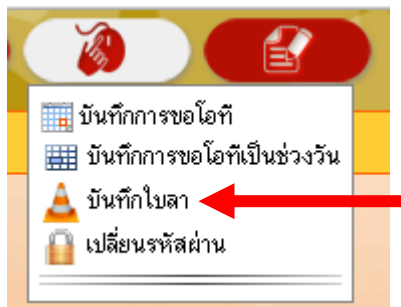 บันทึกการขอโอที
บันทึกการขอโอทีเป็นช่วงวัน
บันทึกใบลา
เปลี่ยนรหัสผ่าน